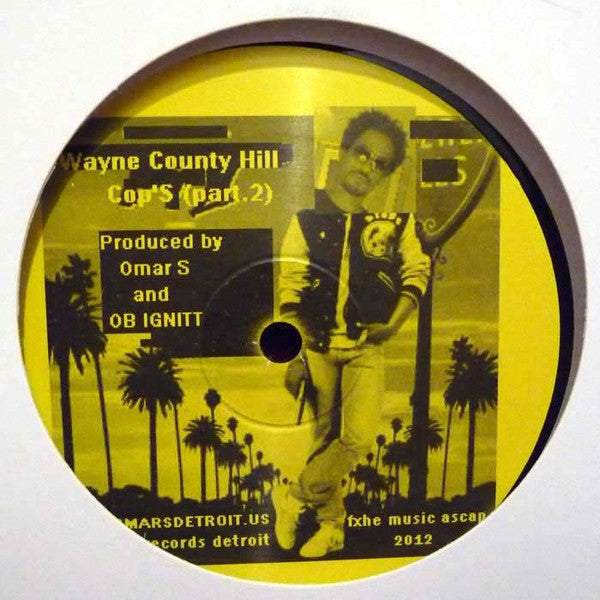 Wayne County Hill
Cop'S (part.2)
Produced by
Omar S
and
OB IGNITT
MARSDETROIT.US
ecords detroit
fxhe music ascap
2012